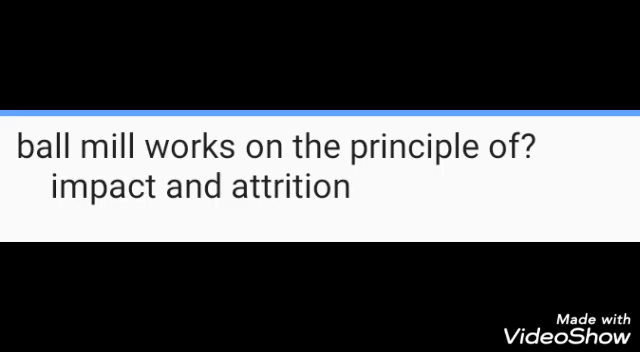 ball mill works on the principle of?
impact and attrition
Made with
VideoShow